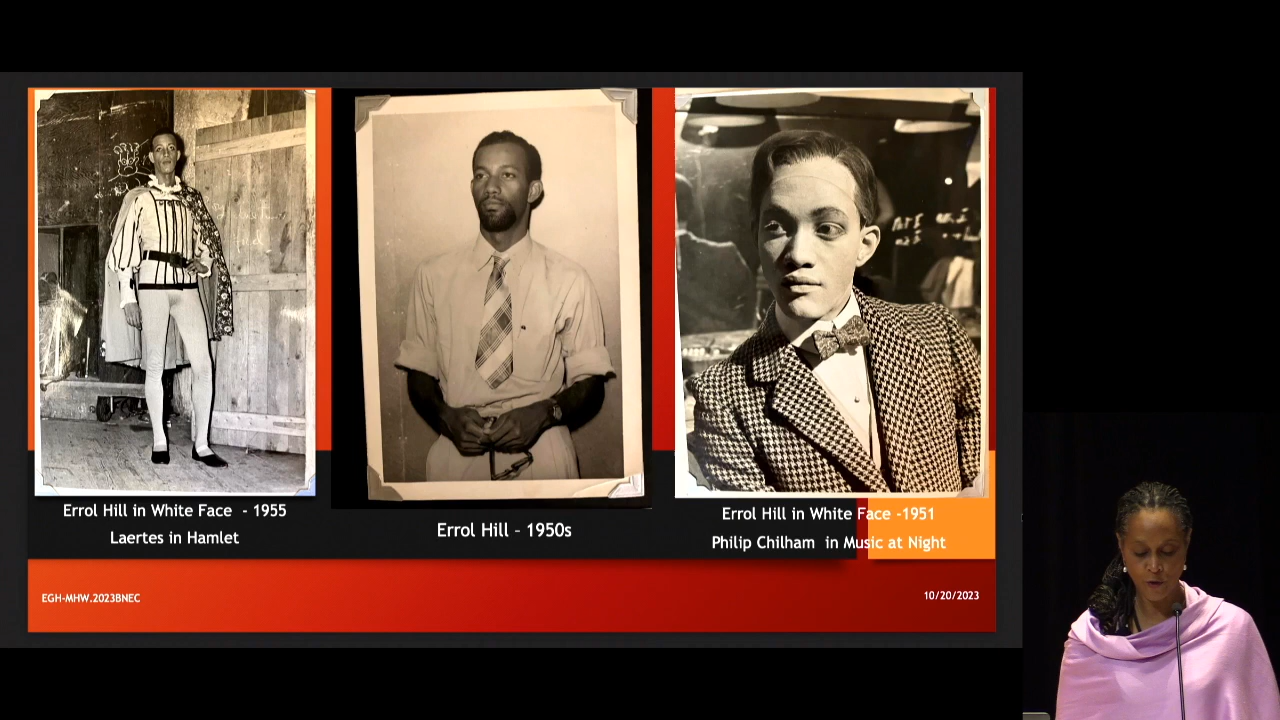 Errol Hill in White Face - 1955
Laertes in Hamlet
Errol Hill - 1950s
Errol Hill in White Face -1951
Philip Chilham in Music at Night
EGH-MHW.2023BNEC
10/20/2023